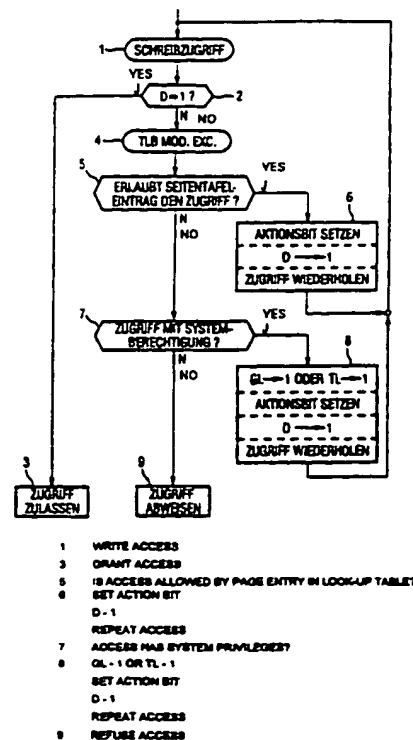 1
SCHREIBZUGRIFF
YES
D=1 ?
2
N NO
4
TLB MOD. EXC.
5
YES
ERLAUBT SEITENTAFEL-
EINTRAG DEN ZUGRIFF ?
6
N
NO
AKTIONSBIT SETZEN
D → 1
ZUGRIFF WIEDERHOLEN
7
YES
ZUGRIFF MIT SYSTEM-
BERECHTIGUNG ?
8
N
NO
GL→1 ODER TL→1
AKTIONSBIT SETZEN
D → 1
ZUGRIFF WIEDERHOLEN
3
ZUGRIFF
ZULASSEN
9
ZUGRIFF
ABWEISEN
1 WRITE ACCESS
3 GRANT ACCESS
5 IS ACCESS ALLOWED BY PAGE ENTRY IN LOOK-UP TABLE?
6 SET ACTION BIT
D - 1
REPEAT ACCESS
7 ACCESS HAS SYSTEM PRIVILEGES?
8 GL - 1 OR TL - 1
SET ACTION BIT
D - 1
REPEAT ACCESS
9 REFUSE ACCESS